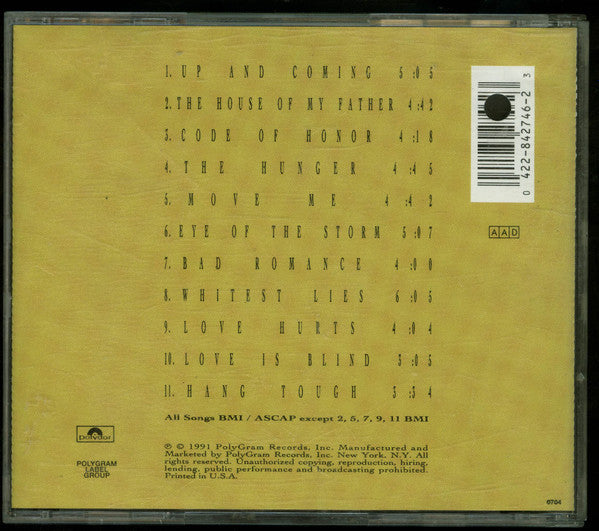 1. UP AND COMING 5:05
2. THE HOUSE OF MY FATHER 4:42
3. CODE OF HONOR 4:18
4. THE HUNGER 4:45
5. MOVE ME 4:42
6. EYE OF THE STORM 5:07
7. BAD ROMANCE 4:00
8. WHITEST LIES 6:05
9. LOVE HURTS 4:04
10. LOVE IS BLIND 3:05
11. HANG TOUGH 3:54
All Songs BMI / ASCAP except 2, 5, 7, 9, 11 BMI
℗ © 1991 PolyGram Records, Inc. Manufactured and
Marketed by PolyGram Records, Inc. New York, N.Y. All
rights reserved. Unauthorized copying, reproduction, hiring,
lending, public performance and broadcasting prohibited.
Printed in U.S.A.
0 422-842746-2 3
AAD
polydor
POLYGRAM
LABEL
GROUP
6784